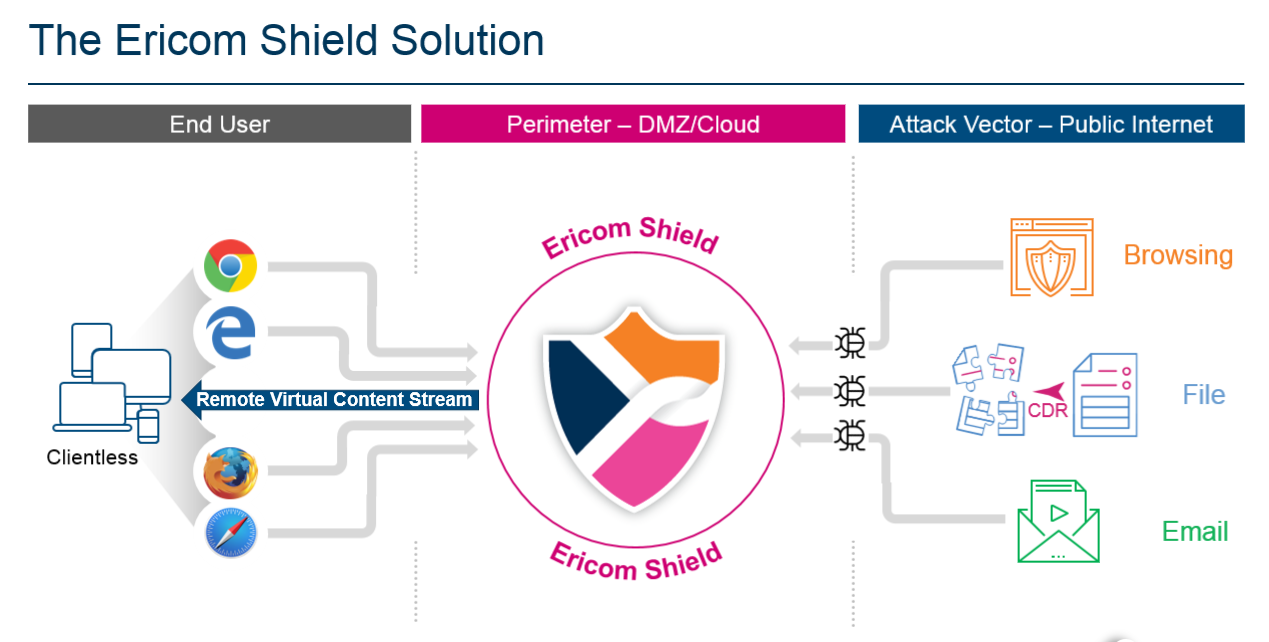 The Ericom Shield Solution
End User
Perimeter – DMZ/Cloud
Attack Vector – Public Internet
Ericom Shield
Browsing
Remote Virtual Content Stream
File
CDR
Clientless
Email
Ericom Shield